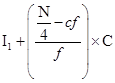 I₁ + ( (N/4 − cf) / f ) × C